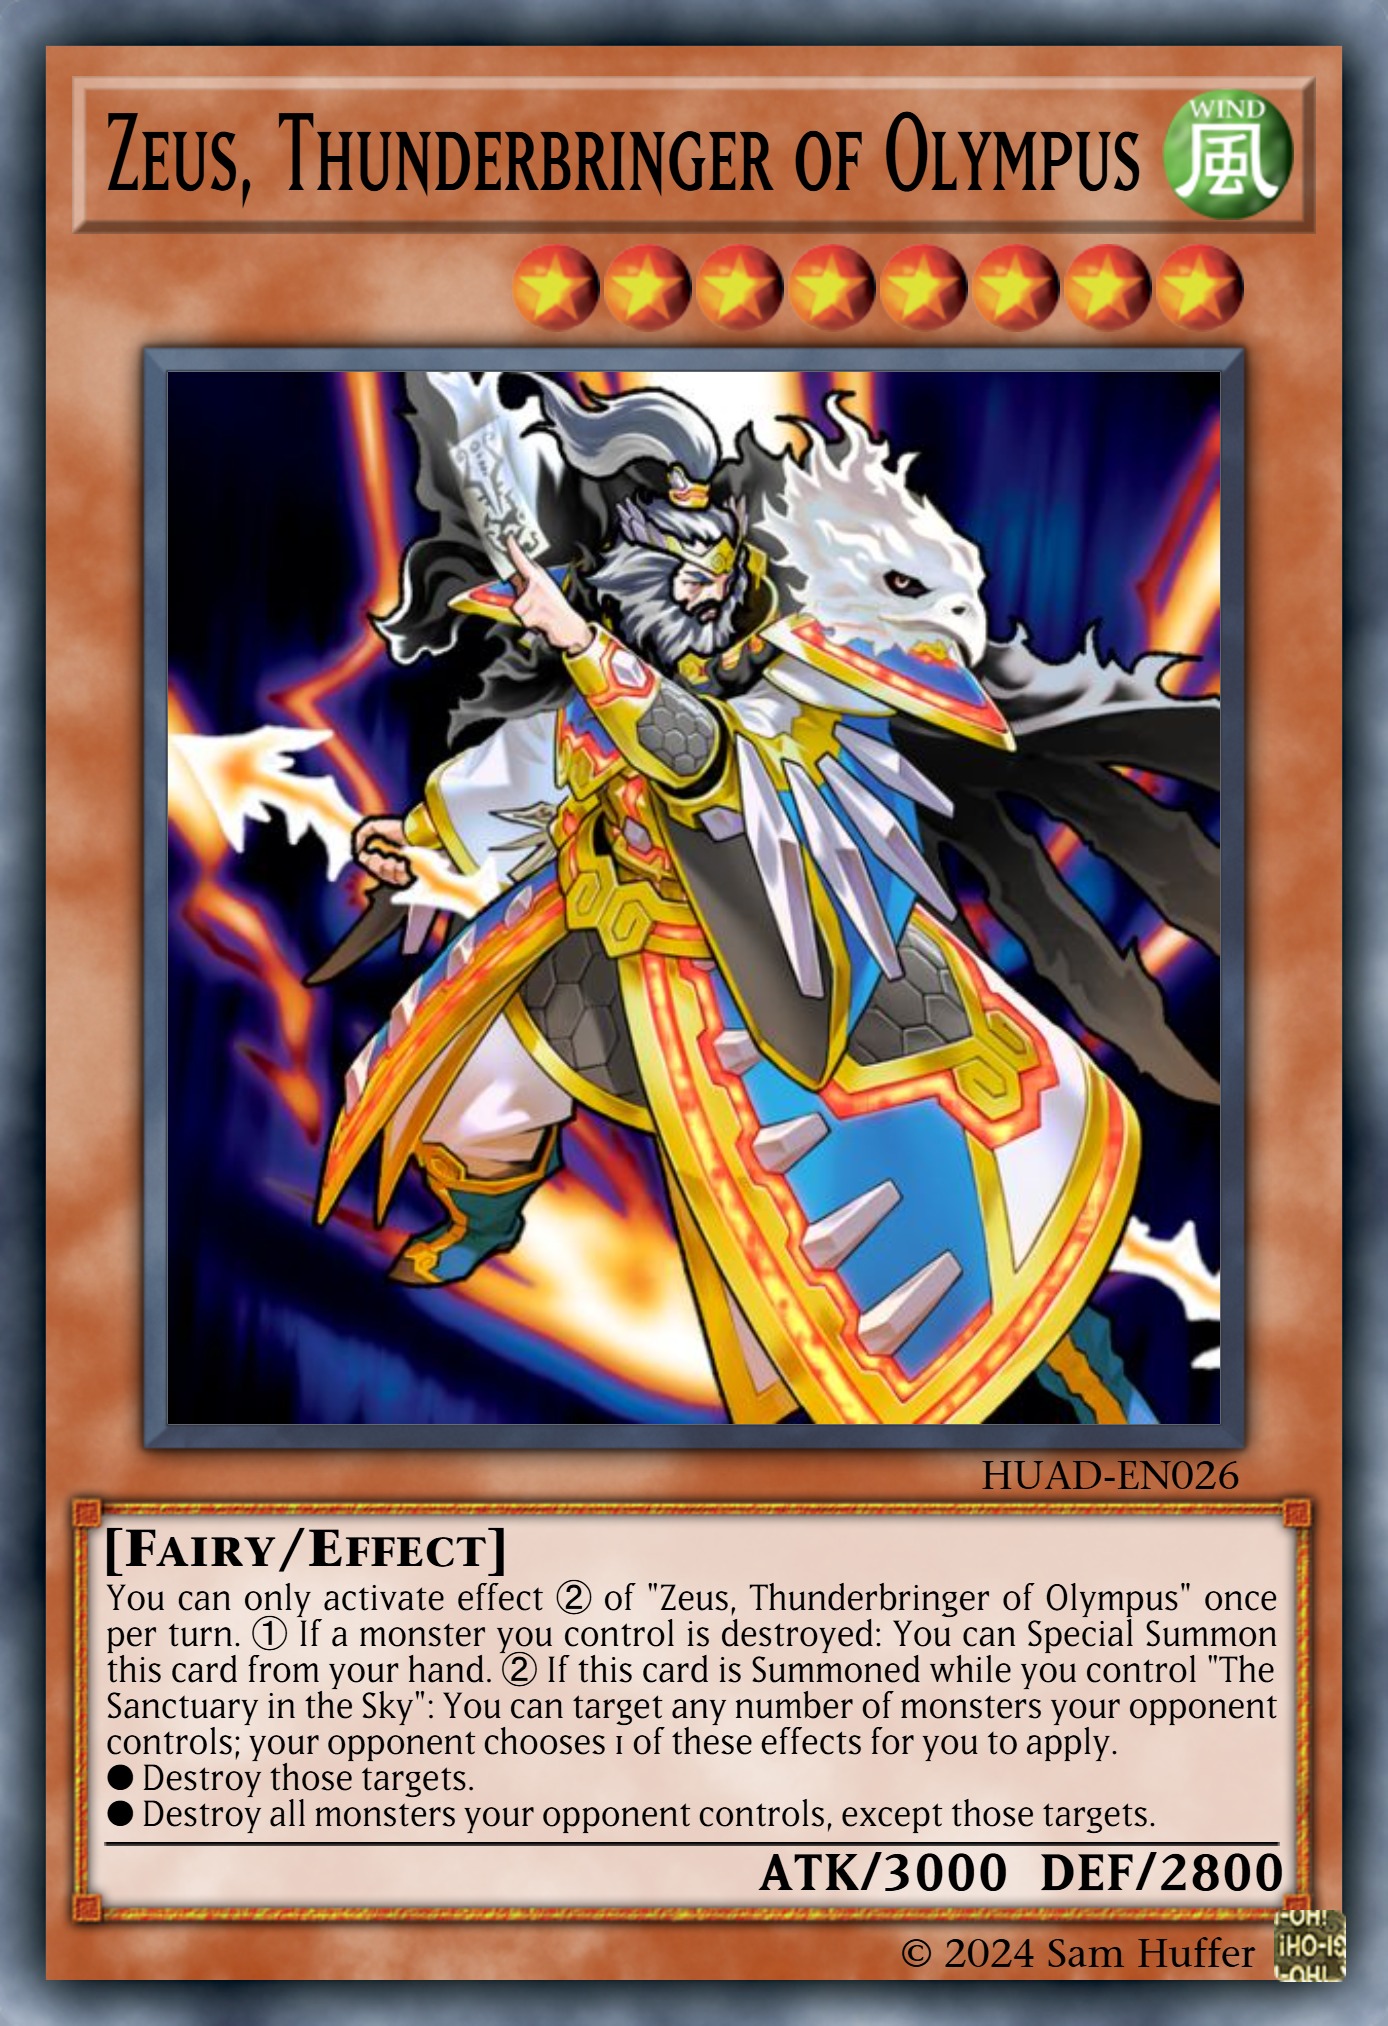 Zeus, Thunderbringer of Olympus
WIND
風
HUAD-EN026
[Fairy/Effect]
You can only activate effect ② of "Zeus, Thunderbringer of Olympus" once
per turn. ① If a monster you control is destroyed: You can Special Summon
this card from your hand. ② If this card is Summoned while you control "The
Sanctuary in the Sky": You can target any number of monsters your opponent
controls; your opponent chooses 1 of these effects for you to apply.
● Destroy those targets.
● Destroy all monsters your opponent controls, except those targets.
ATK/3000 DEF/2800
© 2024 Sam Huffer